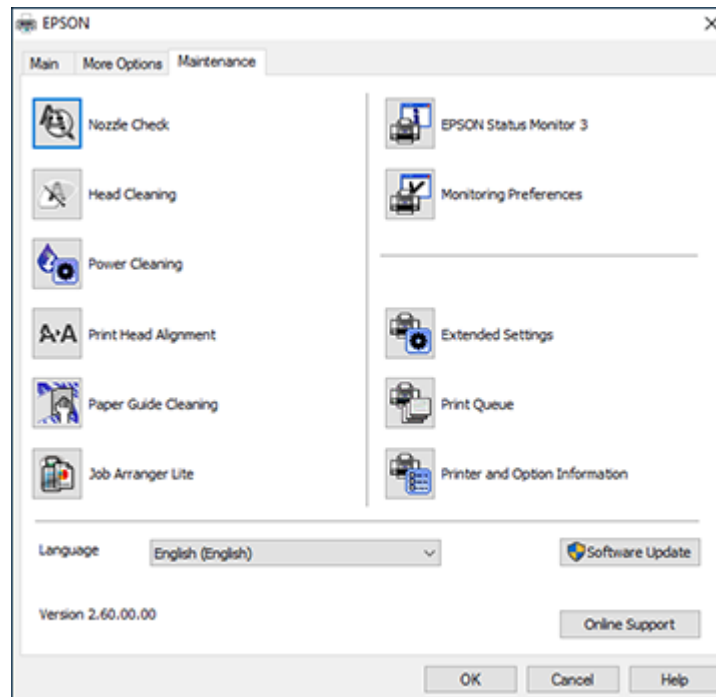 EPSON
Main More Options Maintenance
Nozzle Check
Head Cleaning
Power Cleaning
A A Print Head Alignment
Paper Guide Cleaning
Job Arranger Lite
EPSON Status Monitor 3
Monitoring Preferences
Extended Settings
Print Queue
Printer and Option Information
Language English (English) Software Update
Version 2.60.00.00
Online Support
OK Cancel Help